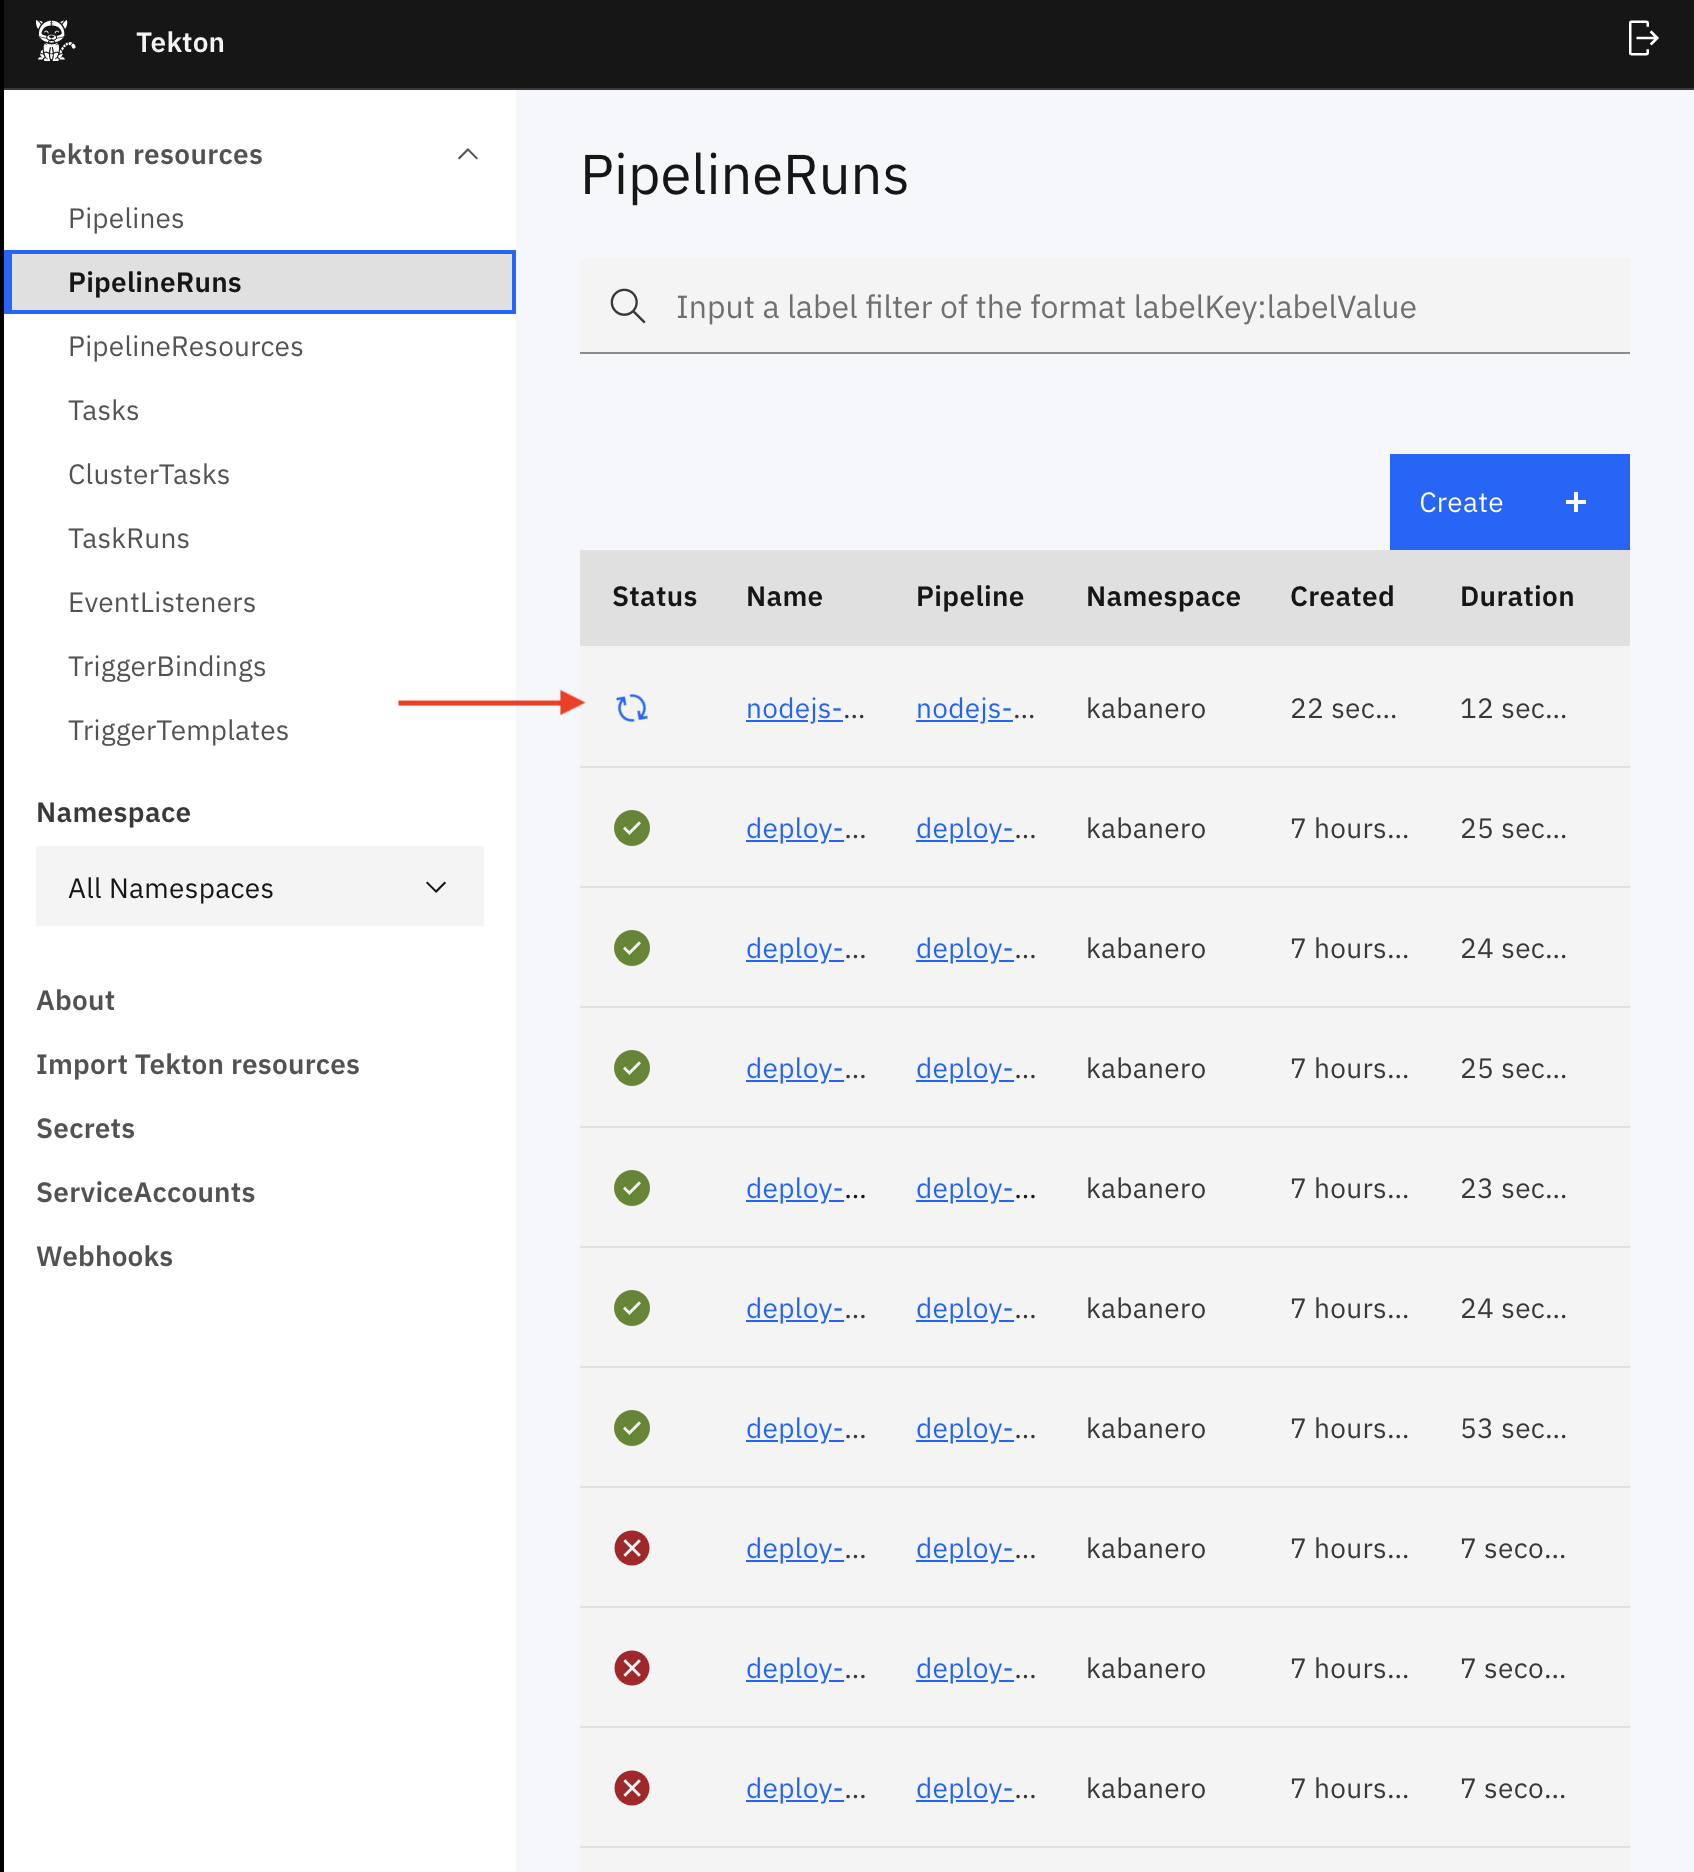 Tekton
Tekton resources
Pipelines
PipelineRuns
PipelineResources
Tasks
ClusterTasks
TaskRuns
EventListeners
TriggerBindings
TriggerTemplates
Namespace
All Namespaces
About
Import Tekton resources
Secrets
ServiceAccounts
Webhooks
PipelineRuns
Input a label filter of the format labelKey:labelValue
Create +
Status Name Pipeline Namespace Created Duration
nodejs-... nodejs-... kabanero 22 sec... 12 sec...
deploy-... deploy-... kabanero 7 hours... 25 sec...
deploy-... deploy-... kabanero 7 hours... 24 sec...
deploy-... deploy-... kabanero 7 hours... 25 sec...
deploy-... deploy-... kabanero 7 hours... 23 sec...
deploy-... deploy-... kabanero 7 hours... 24 sec...
deploy-... deploy-... kabanero 7 hours... 53 sec...
deploy-... deploy-... kabanero 7 hours... 7 seco...
deploy-... deploy-... kabanero 7 hours... 7 seco...
deploy-... deploy-... kabanero 7 hours... 7 seco...